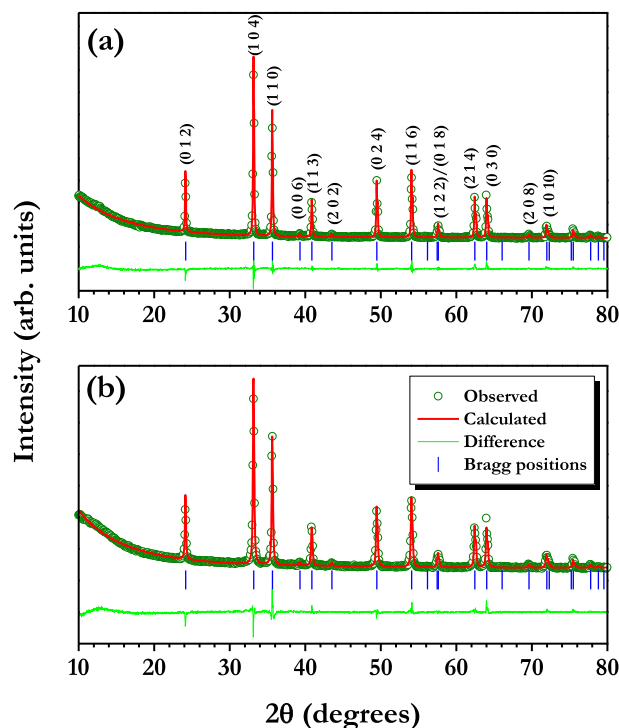 (a)
(0 1 2)
(1 0 4)
(1 1 0)
(0 0 6)
(1 1 3)
(2 0 2)
(0 2 4)
(1 1 6)
(1 2 2)/(0 1 8)
(2 1 4)
(0 3 0)
(2 0 8)
(1 0 10)
10 20 30 40 50 60 70 80
Intensity (arb. units)
(b)
Observed
Calculated
Difference
Bragg positions
10 20 30 40 50 60 70 80
2θ (degrees)